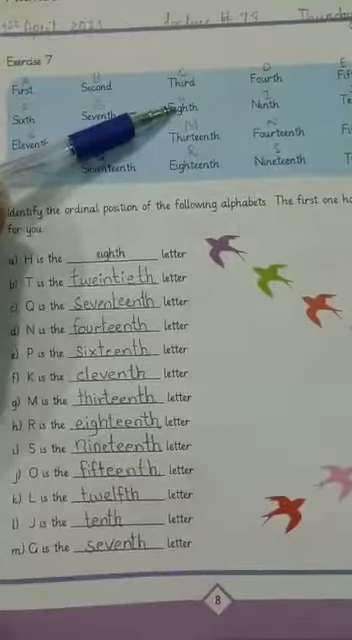 April 2023 Lecture # 78
Exercise 7
A B C D E
First Second Third Fourth
I
Sixth Seventh Eighth Ninth
M N
Eleventh Thirteenth Fourteenth
R S
Seventeenth Eighteenth Nineteenth
Identify the ordinal position of the following alphabets The first one
for you
a) H is the eighth letter
b) T is the tweintieth letter
c) Q is the seventeenth letter
d) N is the fourteenth letter
e) P is the sixteenth letter
f) K is the eleventh letter
g) M is the thirteenth letter
h) R is the eighteenth letter
i) S is the nineteenth letter
j) O is the fifteenth letter
k) L is the twelfth letter
l) J is the tenth letter
m) G is the seventh letter
8